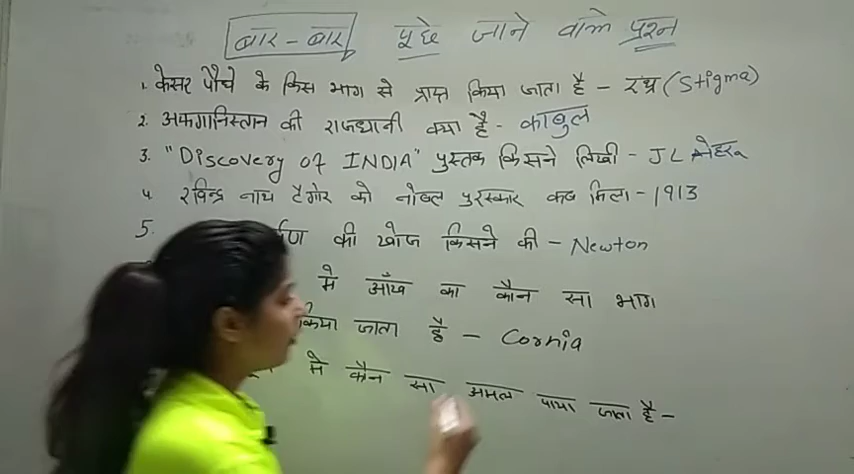 बार-बार पूछे जाने वाले प्रश्न
1. केसर पौधे के किस भाग से प्राप्त किया जाता है - (Stigma)
2. अफगानिस्तान की राजधानी क्या है - काबुल
3. "Discovery of INDIA" पुस्तक किसने लिखी - JL नेहरू
4. रविन्द्र नाथ टैगोर को नोबल पुरस्कार कब मिला - 1913
5. की खोज किसने की - Newton
मे आँख का कौन सा भाग
किया जाता है - Cornia
मे कौन सा अम्ल पाया जाता है -